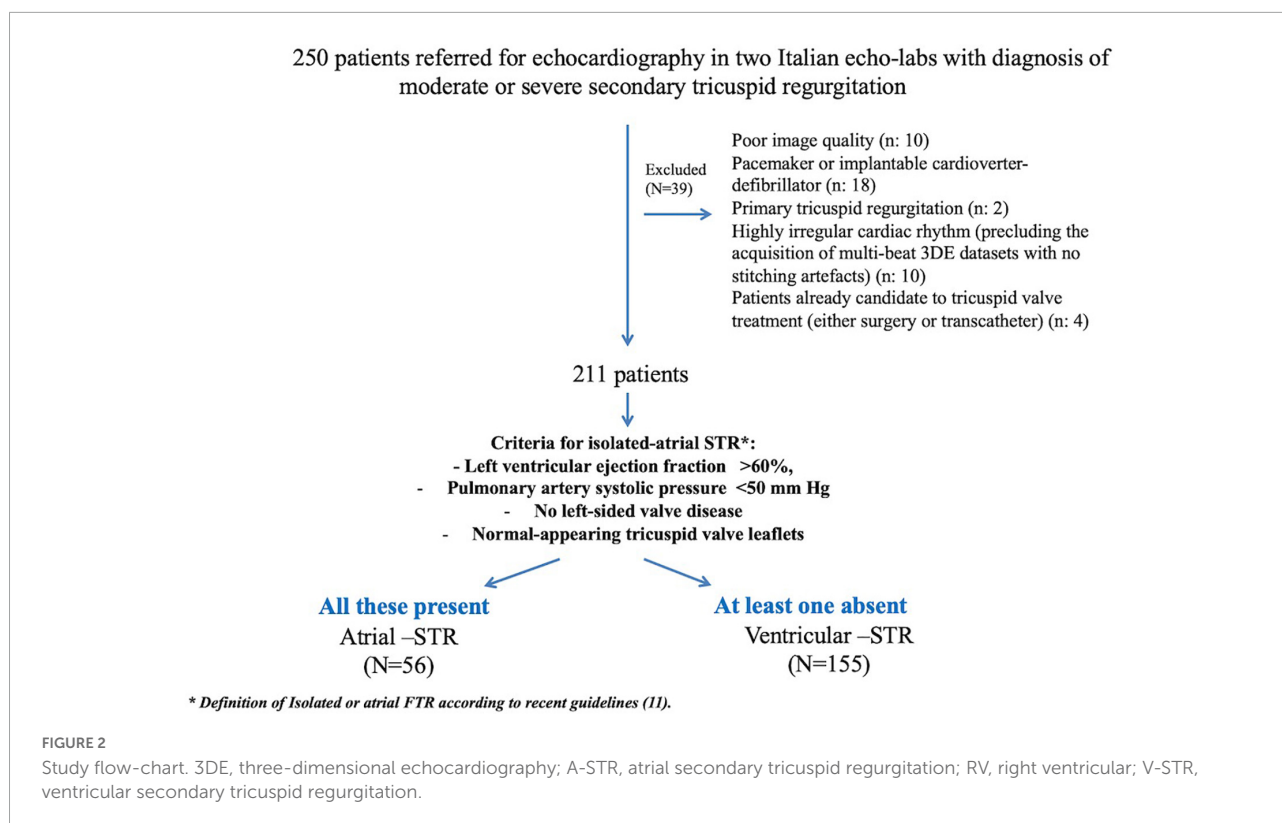 250 patients referred for echocardiography in two Italian echo-labs with diagnosis of
moderate or severe secondary tricuspid regurgitation
Excluded
(N=39)
Poor image quality (n: 10)
Pacemaker or implantable cardioverter-
defibrillator (n: 18)
Primary tricuspid regurgitation (n: 2)
Highly irregular cardiac rhythm (precluding the
acquisition of multi-beat 3DE datasets with no
stitching artefacts) (n: 10)
Patients already candidate to tricuspid valve
treatment (either surgery or transcatheter) (n: 4)
211 patients
Criteria for isolated-atrial STR*:
- Left ventricular ejection fraction >60%,
- Pulmonary artery systolic pressure <50 mm Hg
- No left-sided valve disease
- Normal-appearing tricuspid valve leaflets
All these present
Atrial –STR
(N=56)
At least one absent
Ventricular –STR
(N=155)
* Definition of Isolated or atrial FTR according to recent guidelines (11).
FIGURE 2
Study flow-chart. 3DE, three-dimensional echocardiography; A-STR, atrial secondary tricuspid regurgitation; RV, right ventricular; V-STR,
ventricular secondary tricuspid regurgitation.